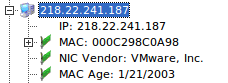 218.22.241.187
IP: 218.22.241.187
MAC: 000C298C0A98
NIC Vendor: VMware, Inc.
MAC Age: 1/21/2003